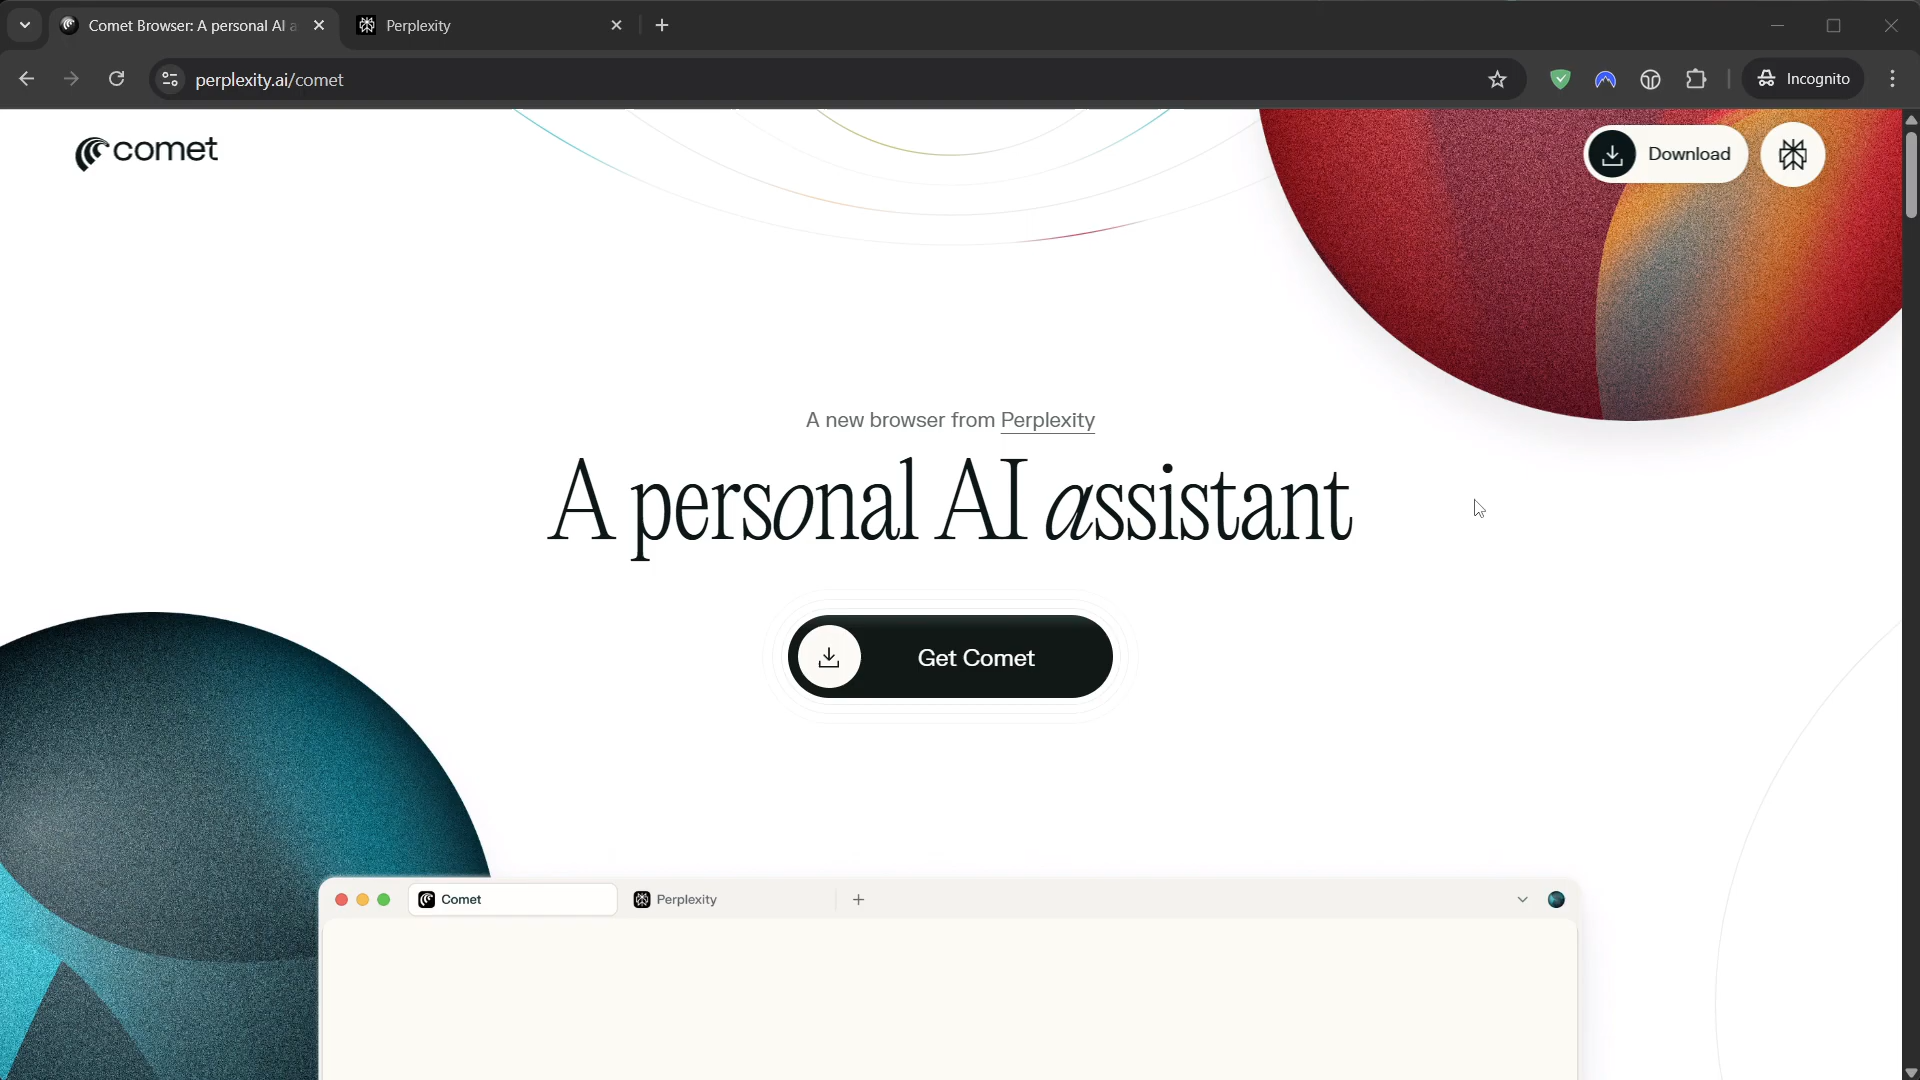 Comet Browser: A personal AI a
Perplexity
perplexity.ai/comet
Incognito
comet
Download
A new browser from Perplexity
A personal AI assistant
Get Comet
Comet
Perplexity